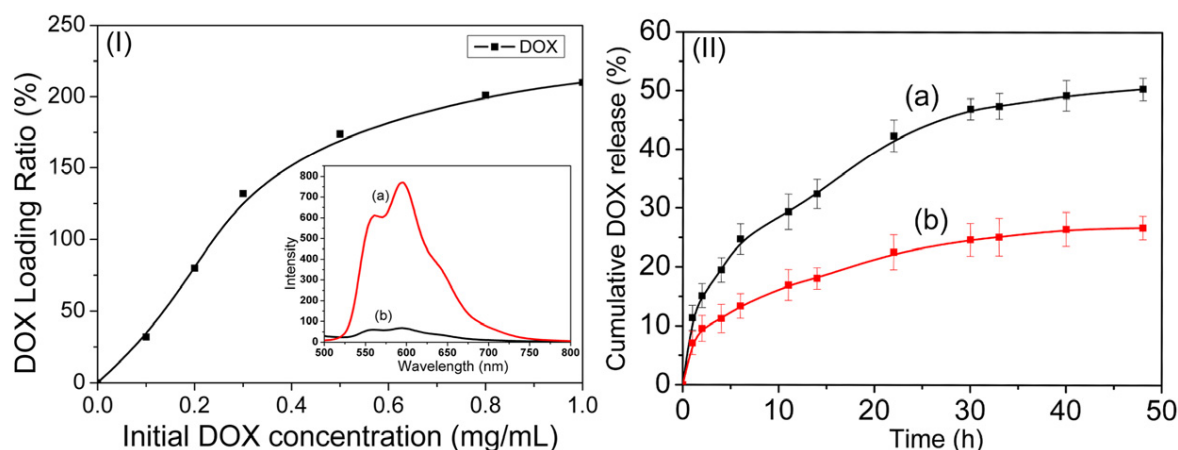 (I)
DOX
DOX Loading Ratio (%)
250
200
150
100
50
0
0.0 0.2 0.4 0.6 0.8 1.0
Initial DOX concentration (mg/mL)
Intensity
800
700
600
500
400
300
200
100
0
(a)
(b)
500 550 600 650 700 750 800
Wavelength (nm)
(II)
Cumulative DOX release (%)
60
50
40
30
20
10
0
(a)
(b)
0 10 20 30 40 50
Time (h)